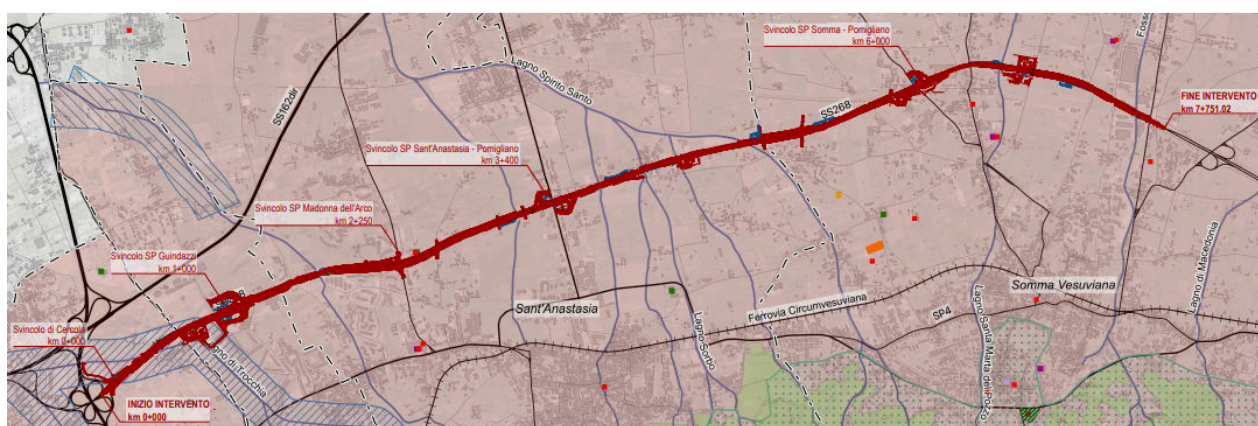 Svincolo SP Somma - Pomigliano
km 6+000
FINE INTERVENTO
km 7+751.02
SS268
Lagno Spirito Santo
SS162dir
Svincolo SP Sant'Anastasia - Pomigliano
km 3+400
Svincolo SP Madonna dell'Arco
km 2+250
Svincolo SP Guindazzi
km 1+000
Svincolo di Cercola
km 0+000
INIZIO INTERVENTO
km 0+000
Sant'Anastasia
Lagno Sorbo
Ferrovia Circumvesuviana
SP4
Somma Vesuviana
Lagno Santa Maria del Pozzo
Lagno di Macedonia
di Trocchia